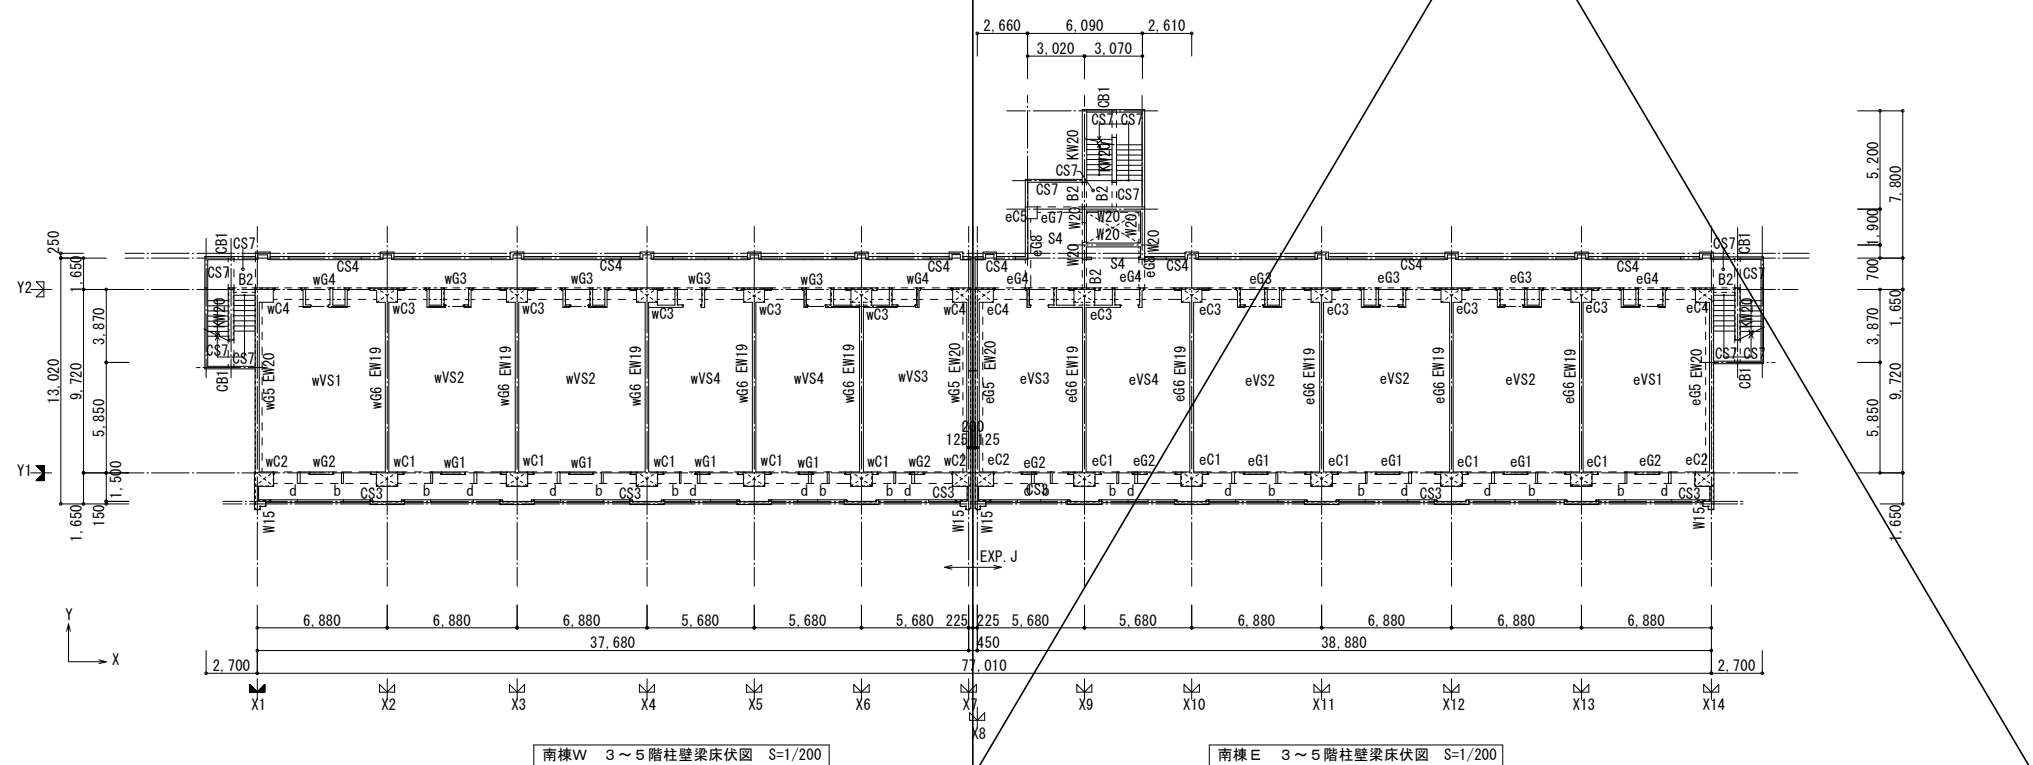 2,660 6,090 2,610
3,020 3,070
CB1
CS7 CS7
KW20 KW20
CS7
CS7 B2 B2 CS7
5,200 7,800
eC5 eG7 W20 W20 W20
eG8 S4 W20
W20 S4 eG8 W20
1,900
700
250
1,650
CS7 CB1
CS7 B2
CS4 CS4 CS4 CS4 CS4 CS4 CS4
CS7 CB1
B2 CS7
Y2
wG4 wG3 wG3 wG3 wG3 wG4 eG4 B2 eG4 eG3 eG3 eG3 eG4
1,650
wC4 wC3 wC3 wC3 wC3 wC3 wC4 eC4 eC3 eC3 eC3 eC3 eC3 eC4
KW20 KW20
3,870 3,870
CS7 CS7 CS7 CS7
CB1 CB1
13,020 9,720 9,720
wG5 EW20 wG6 EW19 wG6 EW19 wG6 EW19 wG6 EW19 wG6 EW19 wG5 EW20 eG5 EW20 eG6 EW19 eG6 EW19 eG6 EW19 eG6 EW19 eG6 EW19 eG5 EW20
wVS1 wVS2 wVS2 wVS4 wVS4 wVS3 eVS3 eVS4 eVS2 eVS2 eVS2 eVS1
5,850 5,850
200
125 125
Y1
wC2 wG2 wC1 wG1 wC1 wG1 wC1 wG1 wC1 wG1 wC1 wG2 wC2 eC2 eG2 eC1 eG2 eC1 eG1 eC1 eG1 eC1 eG1 eC1 eG2 eC2
1,500
d b CS3 b d d b CS3 b d d b b d CS3 d b CS3 b d d b b d CS3 d b b d CS3
1,650 150 1,650
W15 W15 W15 W15
EXP.J
Y
X
6,880 6,880 6,880 5,680 5,680 5,680 225 225 5,680 5,680 6,880 6,880 6,880 6,880
37,680 450 38,880
2,700 77,010 2,700
X1 X2 X3 X4 X5 X6 X7 X9 X10 X11 X12 X13 X14
X8
南棟W 3～5階柱壁梁床伏図 S=1/200
南棟E 3～5階柱壁梁床伏図 S=1/200